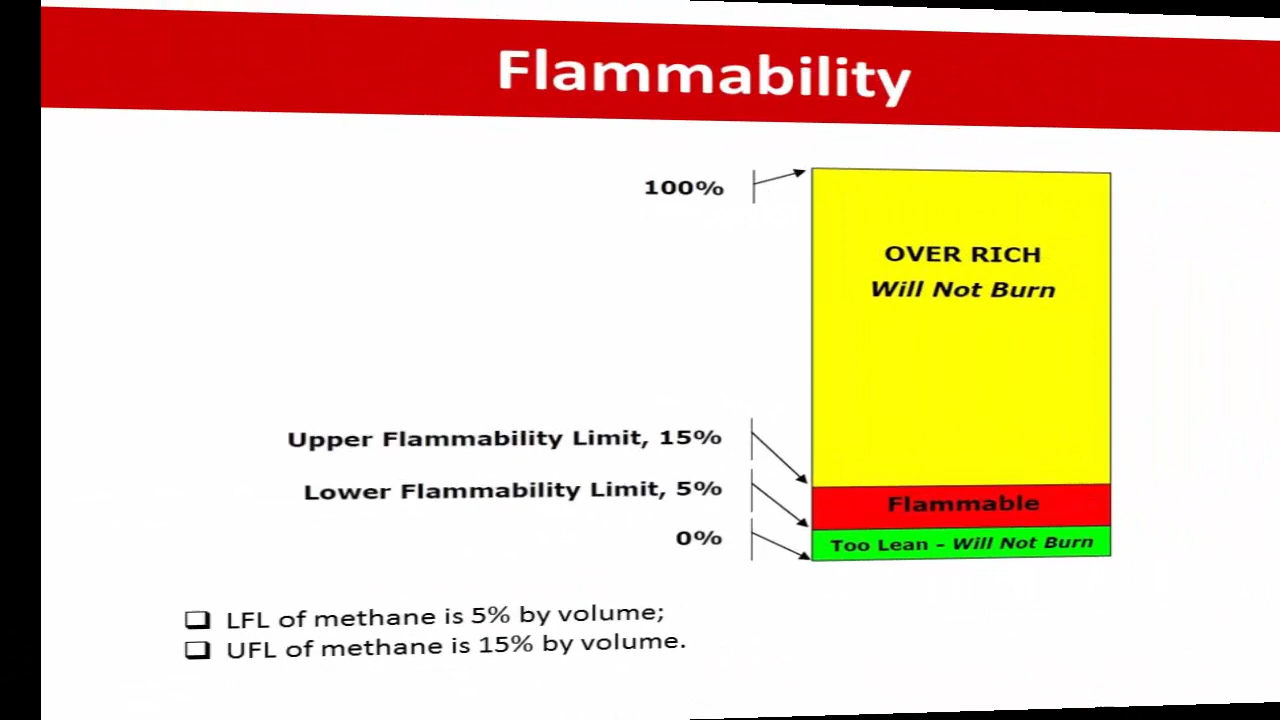 Flammability
100%
OVER RICH
Will Not Burn
Upper Flammability Limit, 15%
Lower Flammability Limit, 5%
Flammable
0%
Too Lean - Will Not Burn
LFL of methane is 5% by volume;
UFL of methane is 15% by volume.